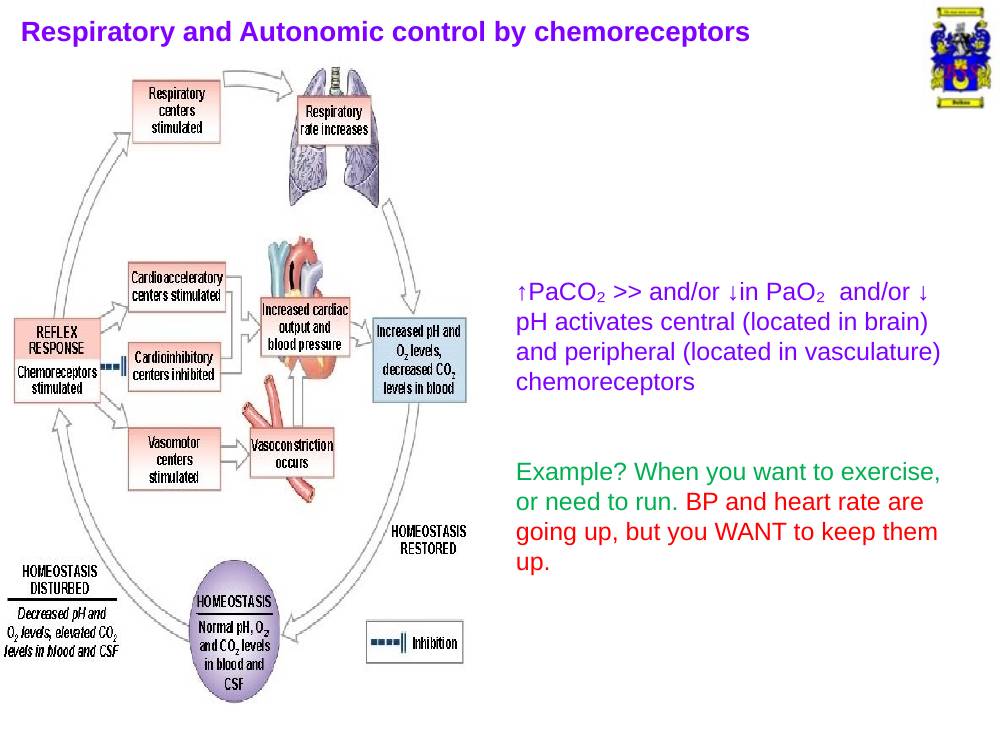 Respiratory and Autonomic control by chemoreceptors
Respiratory
centers
stimulated
Respiratory
rate increases
Cardioacceleratory
centers stimulated
Increased cardiac
output and
blood pressure
REFLEX
RESPONSE
Chemoreceptors
stimulated
Cardioinhibitory
centers inhibited
Increased pH and
O₂ levels,
decreased CO₂
levels in blood
Vasomotor
centers
stimulated
Vasoconstriction
occurs
HOMEOSTASIS
RESTORED
HOMEOSTASIS
DISTURBED
Decreased pH and
O₂ levels, elevated CO₂
levels in blood and CSF
HOMEOSTASIS
Normal pH, O₂,
and CO₂ levels
in blood and
CSF
Inhibition
↑PaCO₂ >> and/or ↓in PaO₂ and/or ↓
pH activates central (located in brain)
and peripheral (located in vasculature)
chemoreceptors
Example? When you want to exercise,
or need to run. BP and heart rate are
going up, but you WANT to keep them
up.